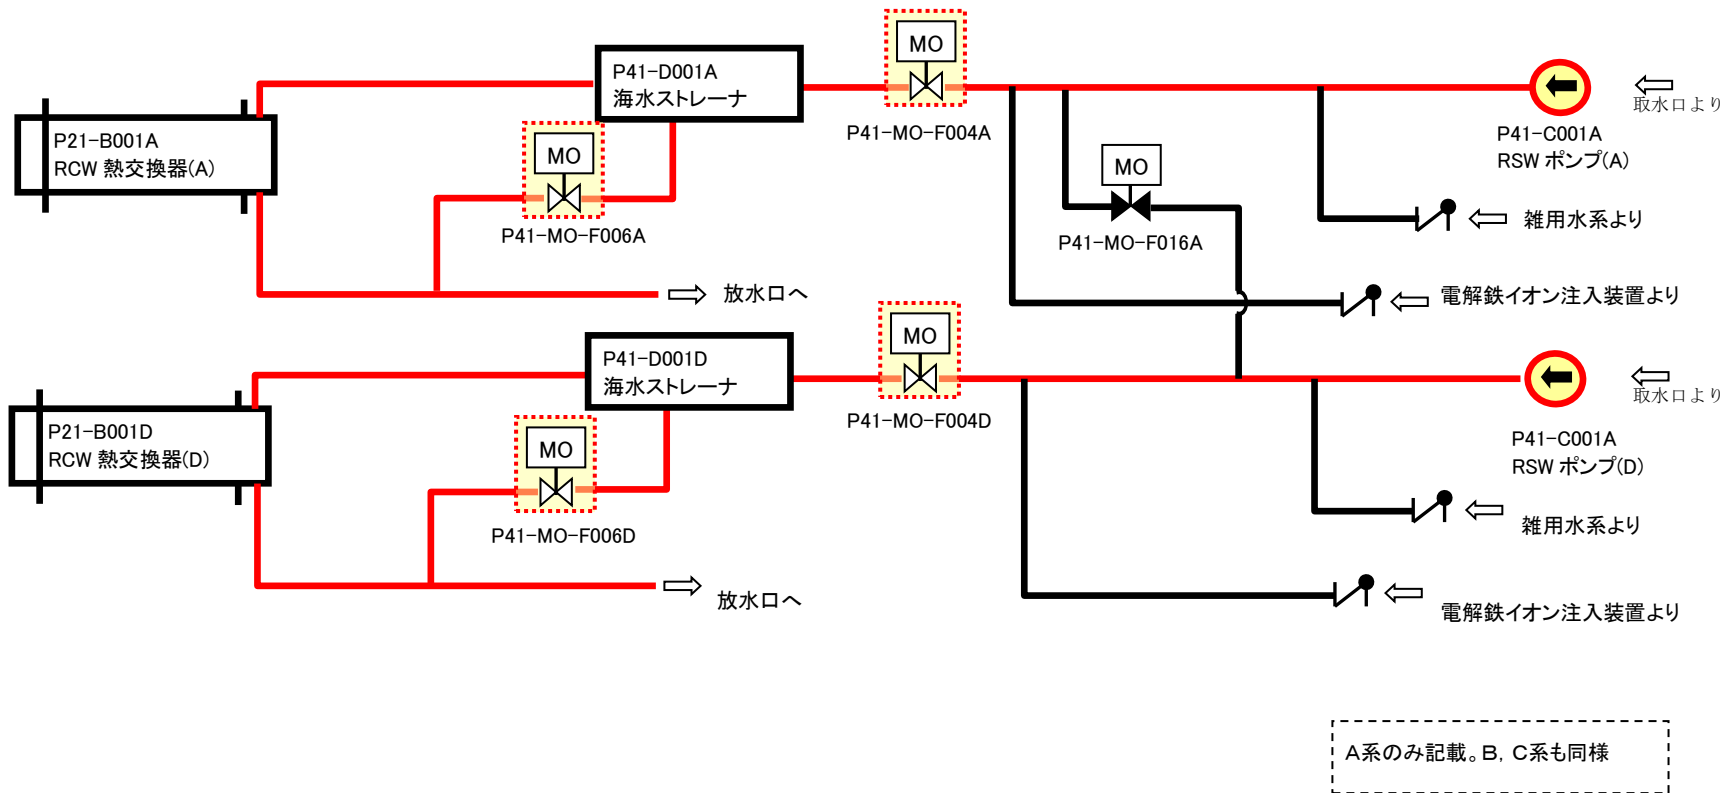 MO
P41-D001A
海水ストレーナ
P41-MO-F004A
取水口より
P41-C001A
RSW ポンプ(A)
P21-B001A
RCW 熱交換器(A)
MO
P41-MO-F006A
MO
P41-MO-F016A
雑用水系より
放水口へ
電解鉄イオン注入装置より
MO
P41-D001D
海水ストレーナ
P41-MO-F004D
取水口より
P41-C001A
RSW ポンプ(D)
P21-B001D
RCW 熱交換器(D)
MO
P41-MO-F006D
雑用水系より
放水口へ
電解鉄イオン注入装置より
A系のみ記載。B, C系も同様